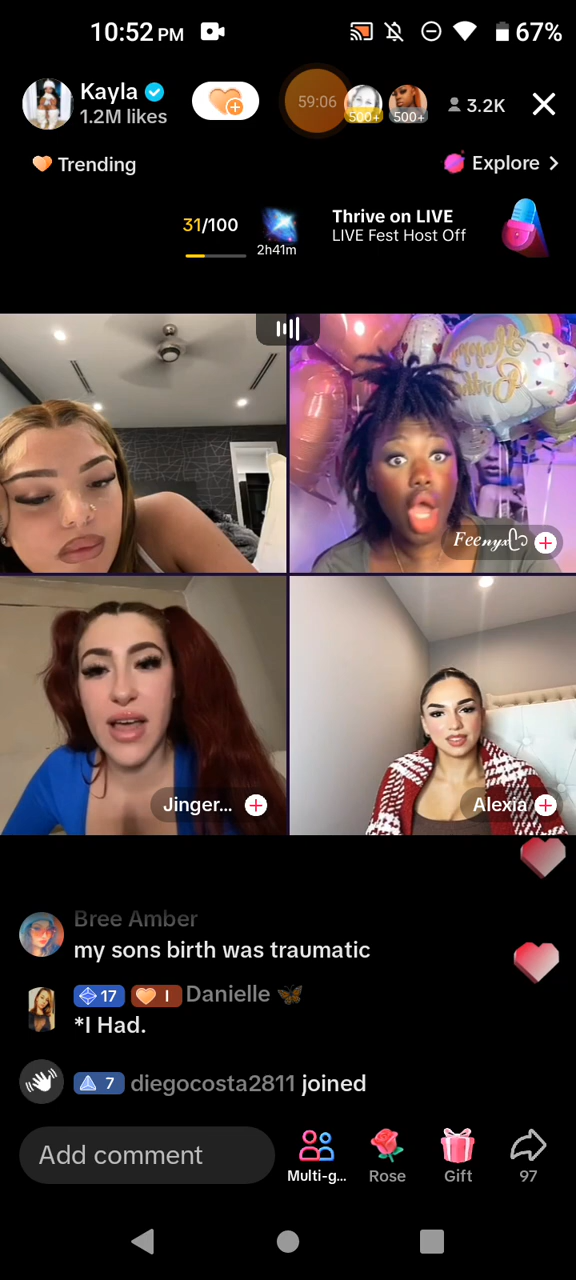 10:52 PM
67%
Kayla
1.2M likes
59:06
500+
500+
3.2K
Trending
Explore
31/100
2h41m
Thrive on LIVE
LIVE Fest Host Off
Feenyx
Jinger...
Alexia
Bree Amber
my sons birth was traumatic
17
I
Danielle 🦋
*I Had.
7 diegocosta2811 joined
Add comment
Multi-g...
Rose
Gift
97